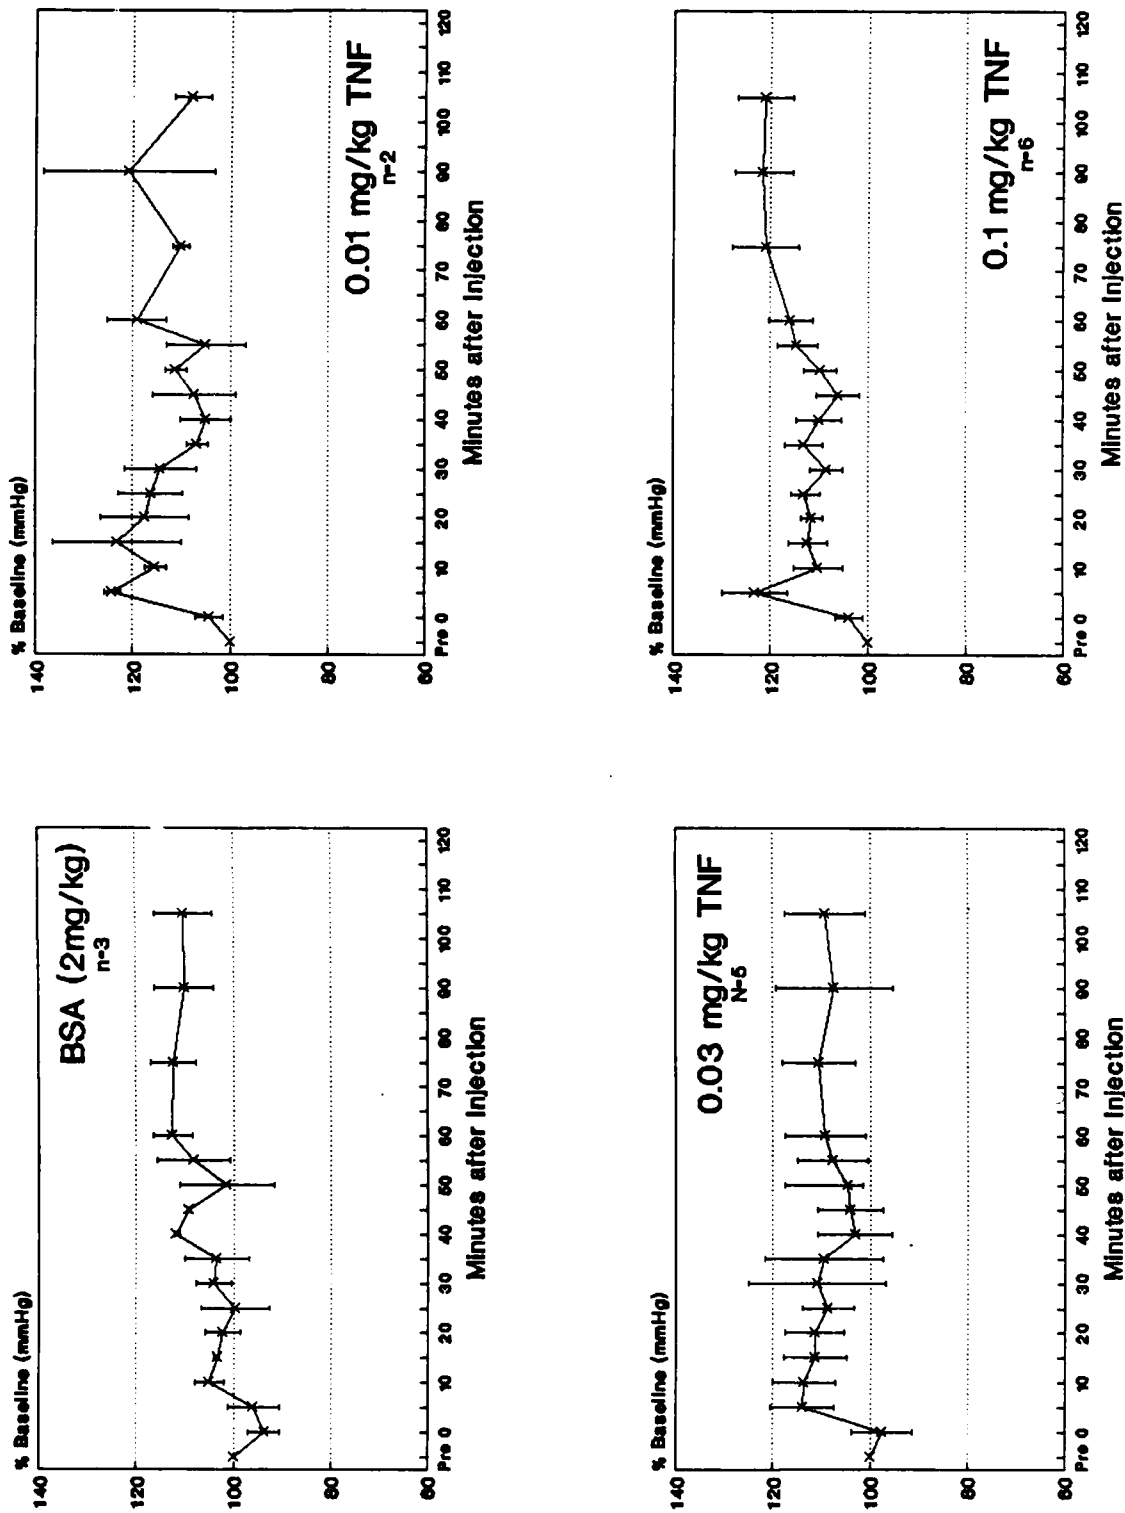 % Baseline (mmHg)
140
120
100
80
60
BSA (2mg/kg)
n=3
Pre 0 10 20 30 40 50 60 70 80 90 100 110 120
Minutes after Injection
% Baseline (mmHg)
140
120
100
80
60
0.01 mg/kg TNF
n=2
Pre 0 10 20 30 40 50 60 70 80 90 100 110 120
Minutes after Injection
% Baseline (mmHg)
140
120
100
80
60
0.03 mg/kg TNF
N=5
Pre 0 10 20 30 40 50 60 70 80 90 100 110 120
Minutes after Injection
% Baseline (mmHg)
140
120
100
80
60
0.1 mg/kg TNF
n=6
Pre 0 10 20 30 40 50 60 70 80 90 100 110 120
Minutes after Injection